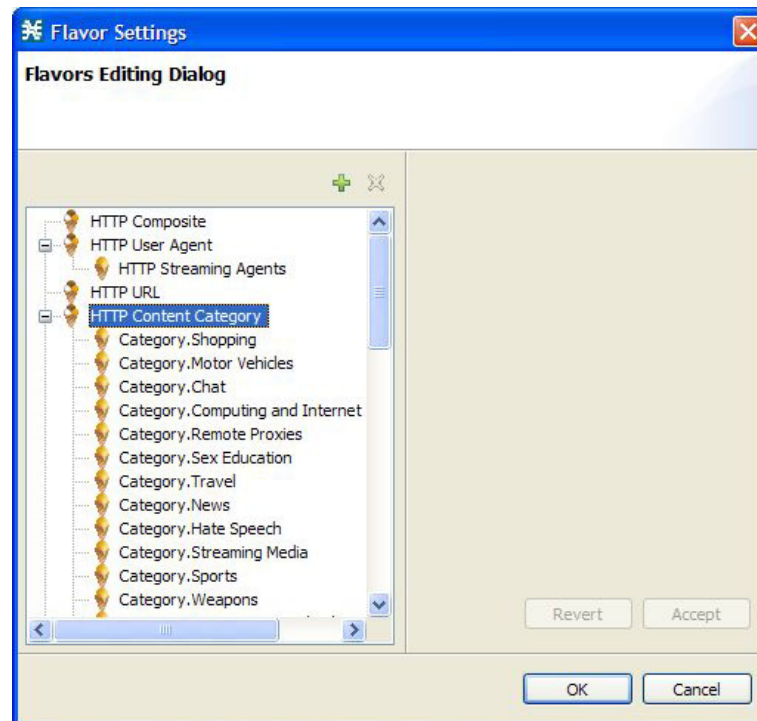 Flavor Settings
Flavors Editing Dialog
HTTP Composite
HTTP User Agent
HTTP Streaming Agents
HTTP URL
HTTP Content Category
Category.Shopping
Category.Motor Vehicles
Category.Chat
Category.Computing and Internet
Category.Remote Proxies
Category.Sex Education
Category.Travel
Category.News
Category.Hate Speech
Category.Streaming Media
Category.Sports
Category.Weapons
Revert Accept
OK Cancel